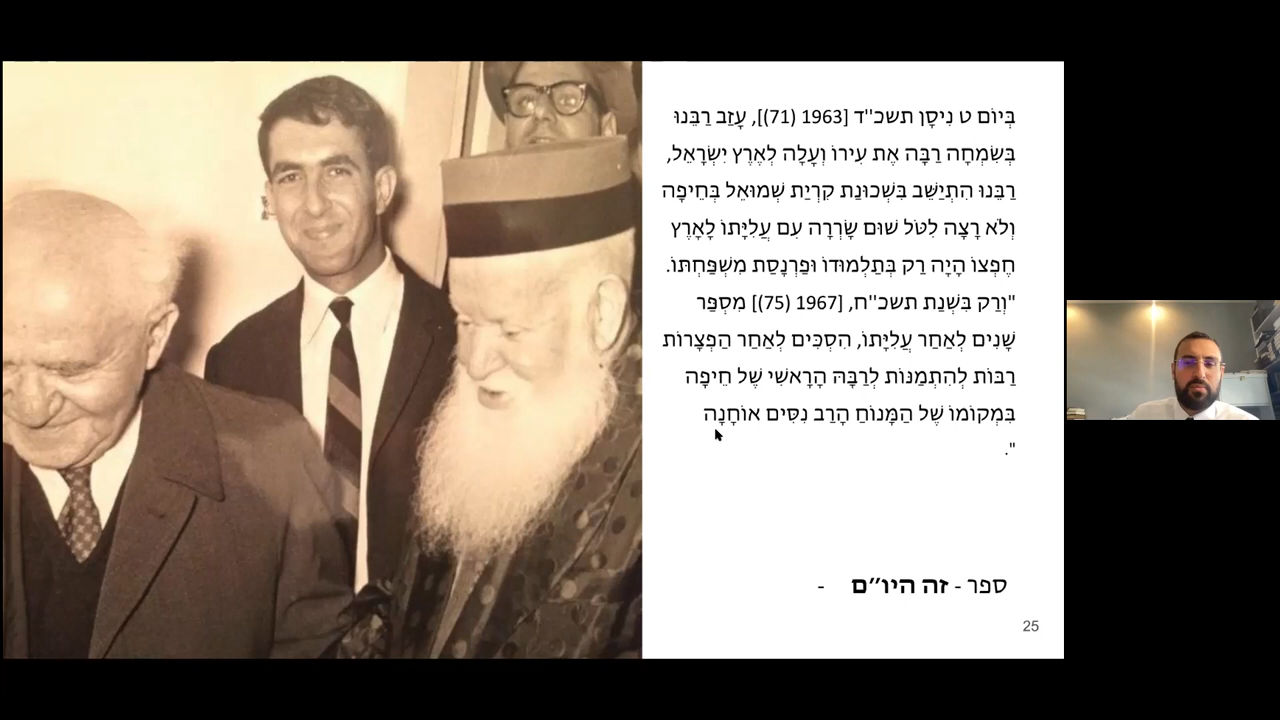 בְּיוֹם ט נִיסָן תשכ''ד [1963 (71)], עָזַב רַבֵּנוּ
בְּשִׂמְחָה רַבָּה אֶת עִירוֹ וְעָלָה לְאֶרֶץ יִשְׂרָאֵל,
רַבֵּנוּ הִתְיַשֵּׁב בִּשְׁכוּנַת קִרְיַת שְׁמוּאֵל בְּחֵיפָה
וְלֹא רָצָה לִטֹּל שׁוּם שָׂרְרָה עִם עֲלִיָּתוֹ לָאָרֶץ
חֶפְצוֹ הָיָה רַק בְּתַלְמוּדוֹ וּפַרְנָסַת מִשְׁפַּחְתּוֹ.
"וְרַק בִּשְׁנַת תשכ''ח, [1967 (75)] מִסְפַּר
שָׁנִים לְאַחַר עֲלִיָּתוֹ, הִסְכִּים לְאַחַר הַפְצָרוֹת
רַבּוֹת לְהִתְמַנּוֹת לְרַבָּהּ הָרָאשִׁי שֶׁל חֵיפָה
בִּמְקוֹמוֹ שֶׁל הַמָּנוֹחַ הָרַב נִסִּים אוֹחָנָה
".
ספר - זה היו״ם -
25